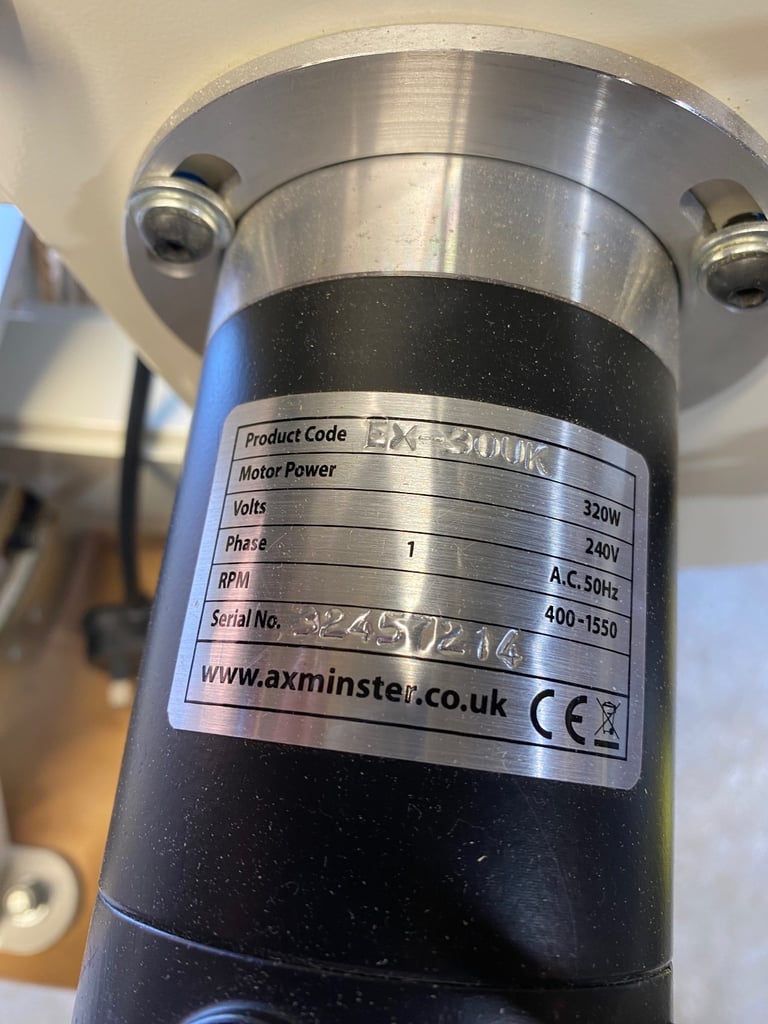 Product Code EX-30UK
Motor Power 320W
Volts 240V
Phase 1 A.C. 50Hz
RPM 400-1550
Serial No. 32457214
www.axminster.co.uk CE